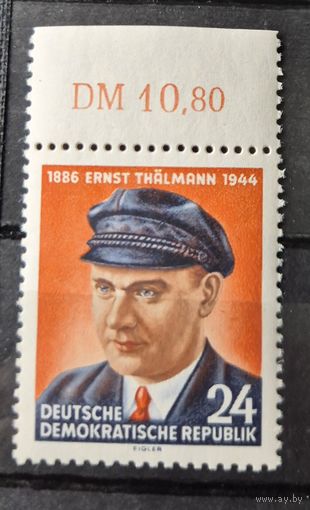 DM 10,80
1886 ERNST THÄLMANN 1944
24
DEUTSCHE
DEMOKRATISCHE REPUBLIK
EIGLER
www.ay.by